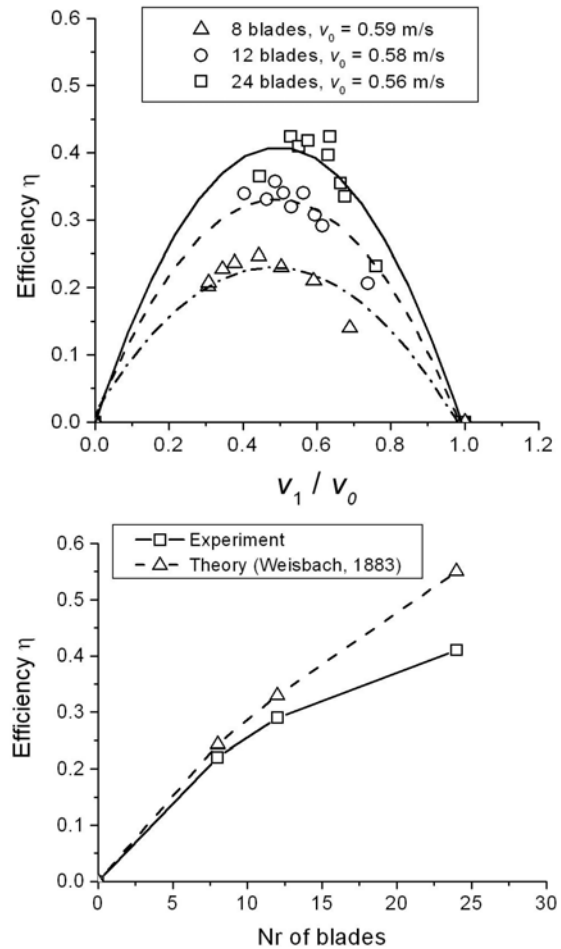 8 blades, v₀ = 0.59 m/s
12 blades, v₀ = 0.58 m/s
24 blades, v₀ = 0.56 m/s
0.6
0.5
0.4
0.3
0.2
0.1
0.0
Efficiency η
0.0 0.2 0.4 0.6 0.8 1.0 1.2
v₁ / v₀
Experiment
Theory (Weisbach, 1883)
0.6
0.5
0.4
0.3
0.2
0.1
0.0
Efficiency η
0 5 10 15 20 25 30
Nr of blades